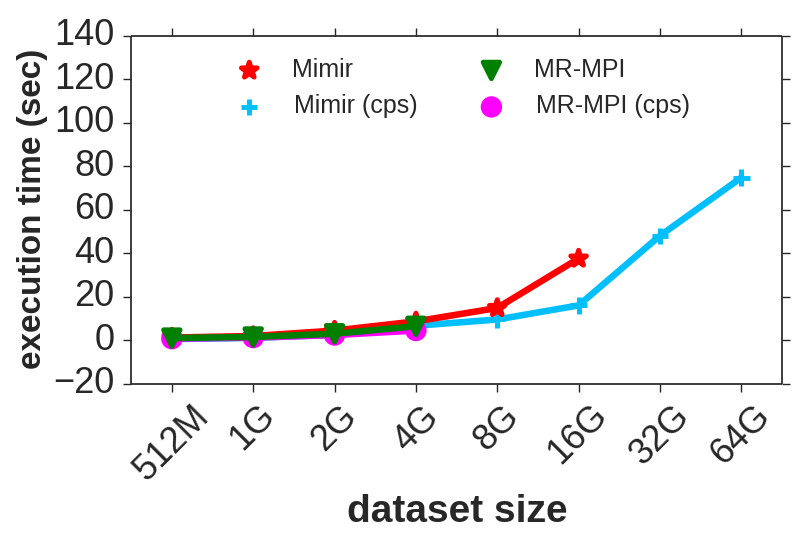 140
120
100
80
60
40
20
0
−20
execution time (sec)
Mimir
MR-MPI
Mimir (cps)
MR-MPI (cps)
512M
1G
2G
4G
8G
16G
32G
64G
dataset size